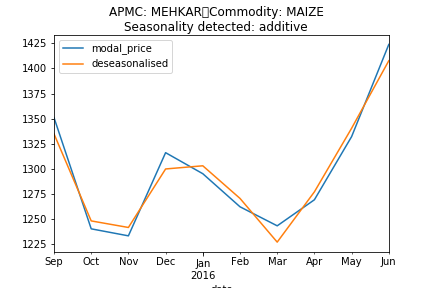 APMC: MEHKAR Commodity: MAIZE
Seasonality detected: additive
modal_price
deseasonalised
1425
1400
1375
1350
1325
1300
1275
1250
1225
Sep Oct Nov Dec Jan Feb Mar Apr May Jun
2016